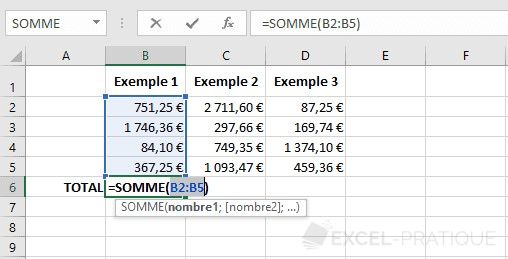 SOMME =SOMME(B2:B5)
A B C D E F
1 Exemple 1 Exemple 2 Exemple 3
2 751,25 € 2 711,60 € 87,25 €
3 1 746,36 € 297,66 € 169,74 €
4 84,10 € 749,35 € 1 374,10 €
5 367,25 € 1 093,47 € 459,36 €
6 TOTAL =SOMME(B2:B5)
7 SOMME(nombre1; [nombre2]; ...)
8
9
EXCEL-PRATIQUE